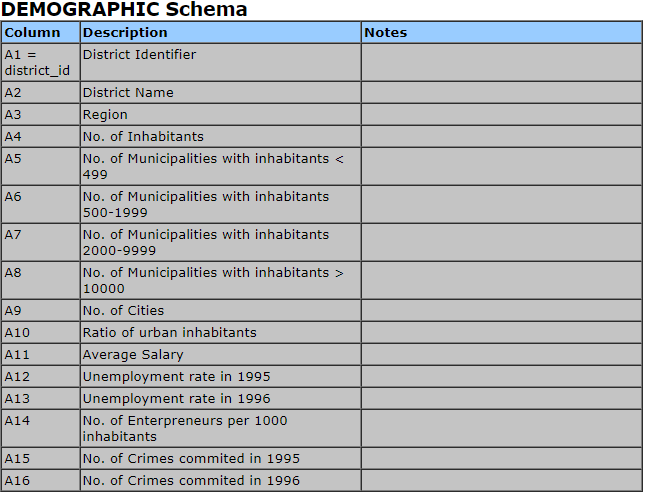 DEMOGRAPHIC Schema
Column Description Notes
A1 = District Identifier
district_id
A2 District Name
A3 Region
A4 No. of Inhabitants
A5 No. of Municipalities with inhabitants <
499
A6 No. of Municipalities with inhabitants
500-1999
A7 No. of Municipalities with inhabitants
2000-9999
A8 No. of Municipalities with inhabitants >
10000
A9 No. of Cities
A10 Ratio of urban inhabitants
A11 Average Salary
A12 Unemployment rate in 1995
A13 Unemployment rate in 1996
A14 No. of Enterpreneurs per 1000
inhabitants
A15 No. of Crimes commited in 1995
A16 No. of Crimes commited in 1996